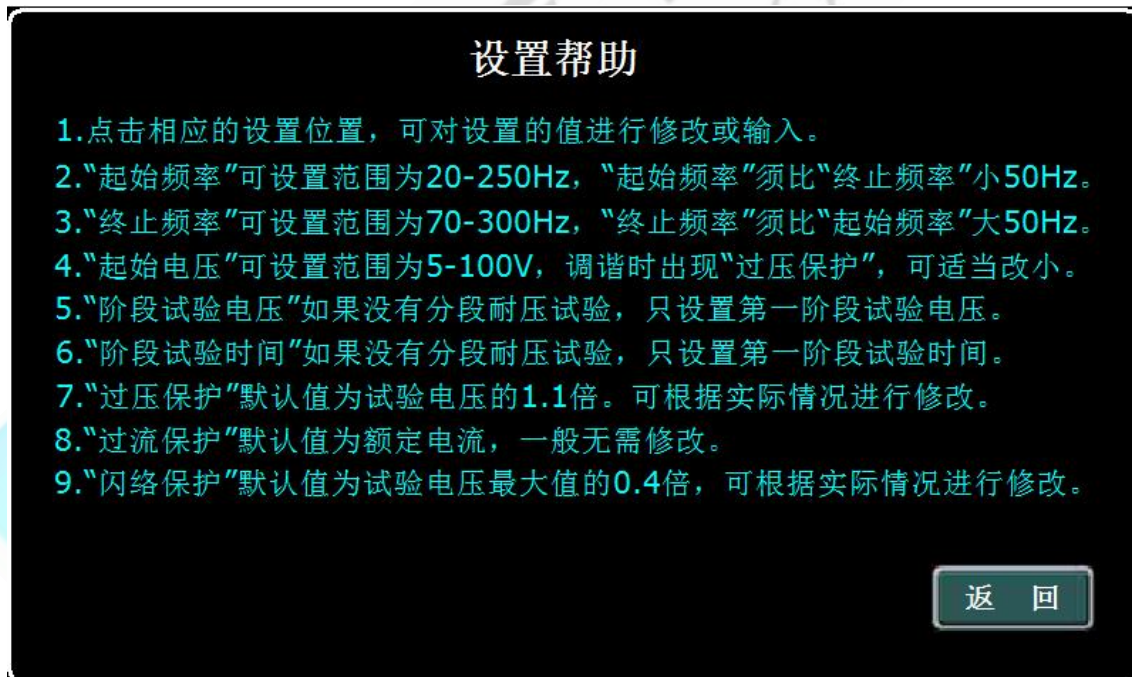 设置帮助
1.点击相应的设置位置，可对设置的值进行修改或输入。
2.“起始频率”可设置范围为20-250Hz，“起始频率”须比“终止频率”小50Hz。
3.“终止频率”可设置范围为70-300Hz，“终止频率”须比“起始频率”大50Hz。
4.“起始电压”可设置范围为5-100V，调谐时出现“过压保护”，可适当改小。
5.“阶段试验电压”如果没有分段耐压试验，只设置第一阶段试验电压。
6.“阶段试验时间”如果没有分段耐压试验，只设置第一阶段试验时间。
7.“过压保护”默认值为试验电压的1.1倍。可根据实际情况进行修改。
8.“过流保护”默认值为额定电流，一般无需修改。
9.“闪络保护”默认值为试验电压最大值的0.4倍，可根据实际情况进行修改。
返 回